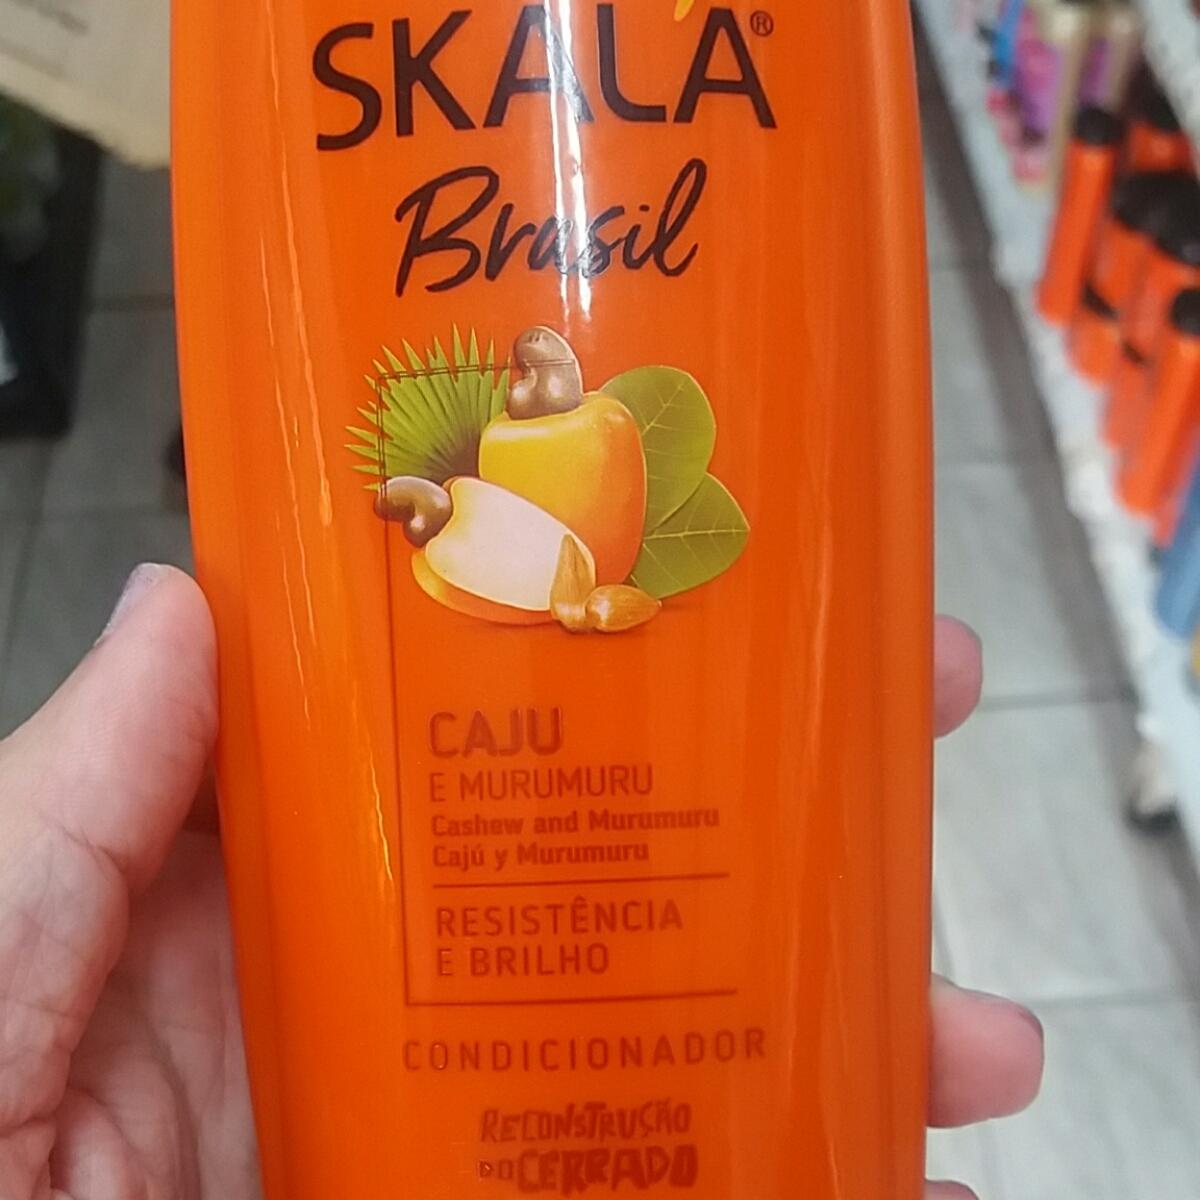 SKALA®
Brasil
CAJU
E MURUMURU
Cashew and Murumuru
Cajú y Murumuru
RESISTÊNCIA
E BRILHO
CONDICIONADOR
RECONSTRUÇÃO
DO CERRADO